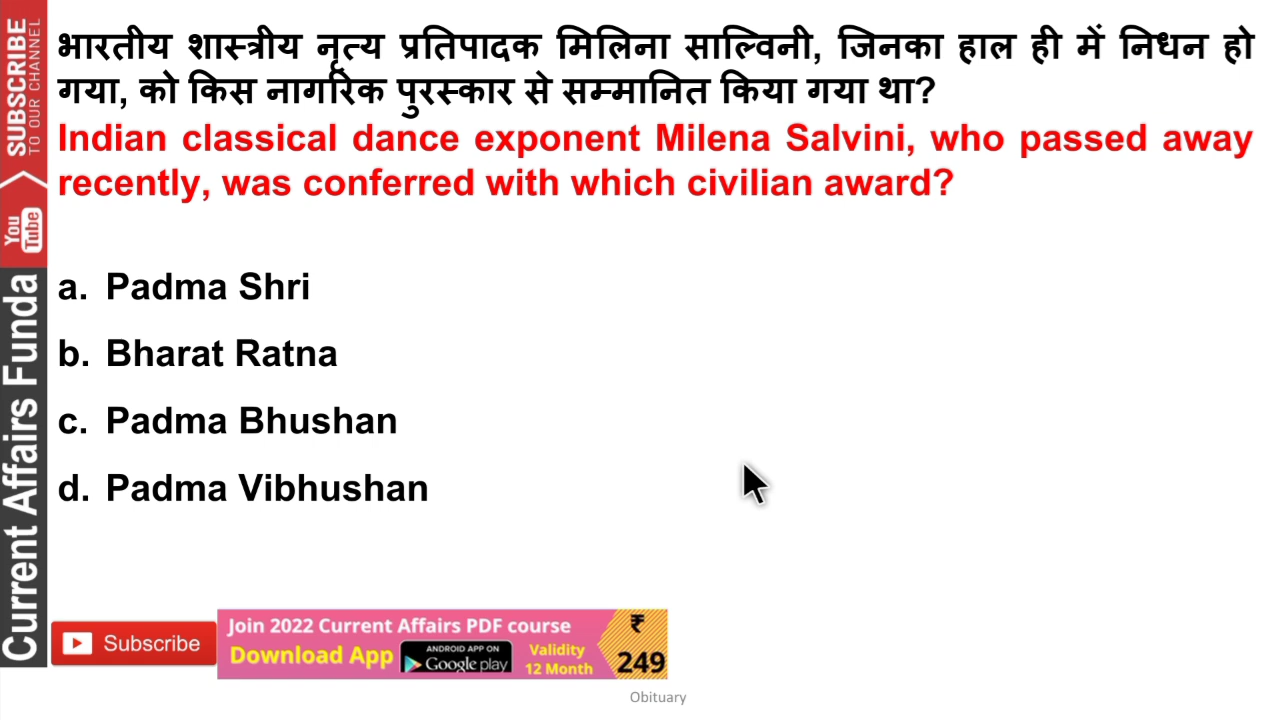 भारतीय शास्त्रीय नृत्य प्रतिपादक मिलिना साल्विनी, जिनका हाल ही में निधन हो
गया, को किस नागरिक पुरस्कार से सम्मानित किया गया था?
Indian classical dance exponent Milena Salvini, who passed away
recently, was conferred with which civilian award?
a. Padma Shri
b. Bharat Ratna
c. Padma Bhushan
d. Padma Vibhushan
SUBSCRIBE
TO OUR CHANNEL
You
Tube
Current Affairs Funda
Subscribe
Join 2022 Current Affairs PDF course
Download App
ANDROID APP ON
Google play
Validity
12 Month
₹
249
Obituary